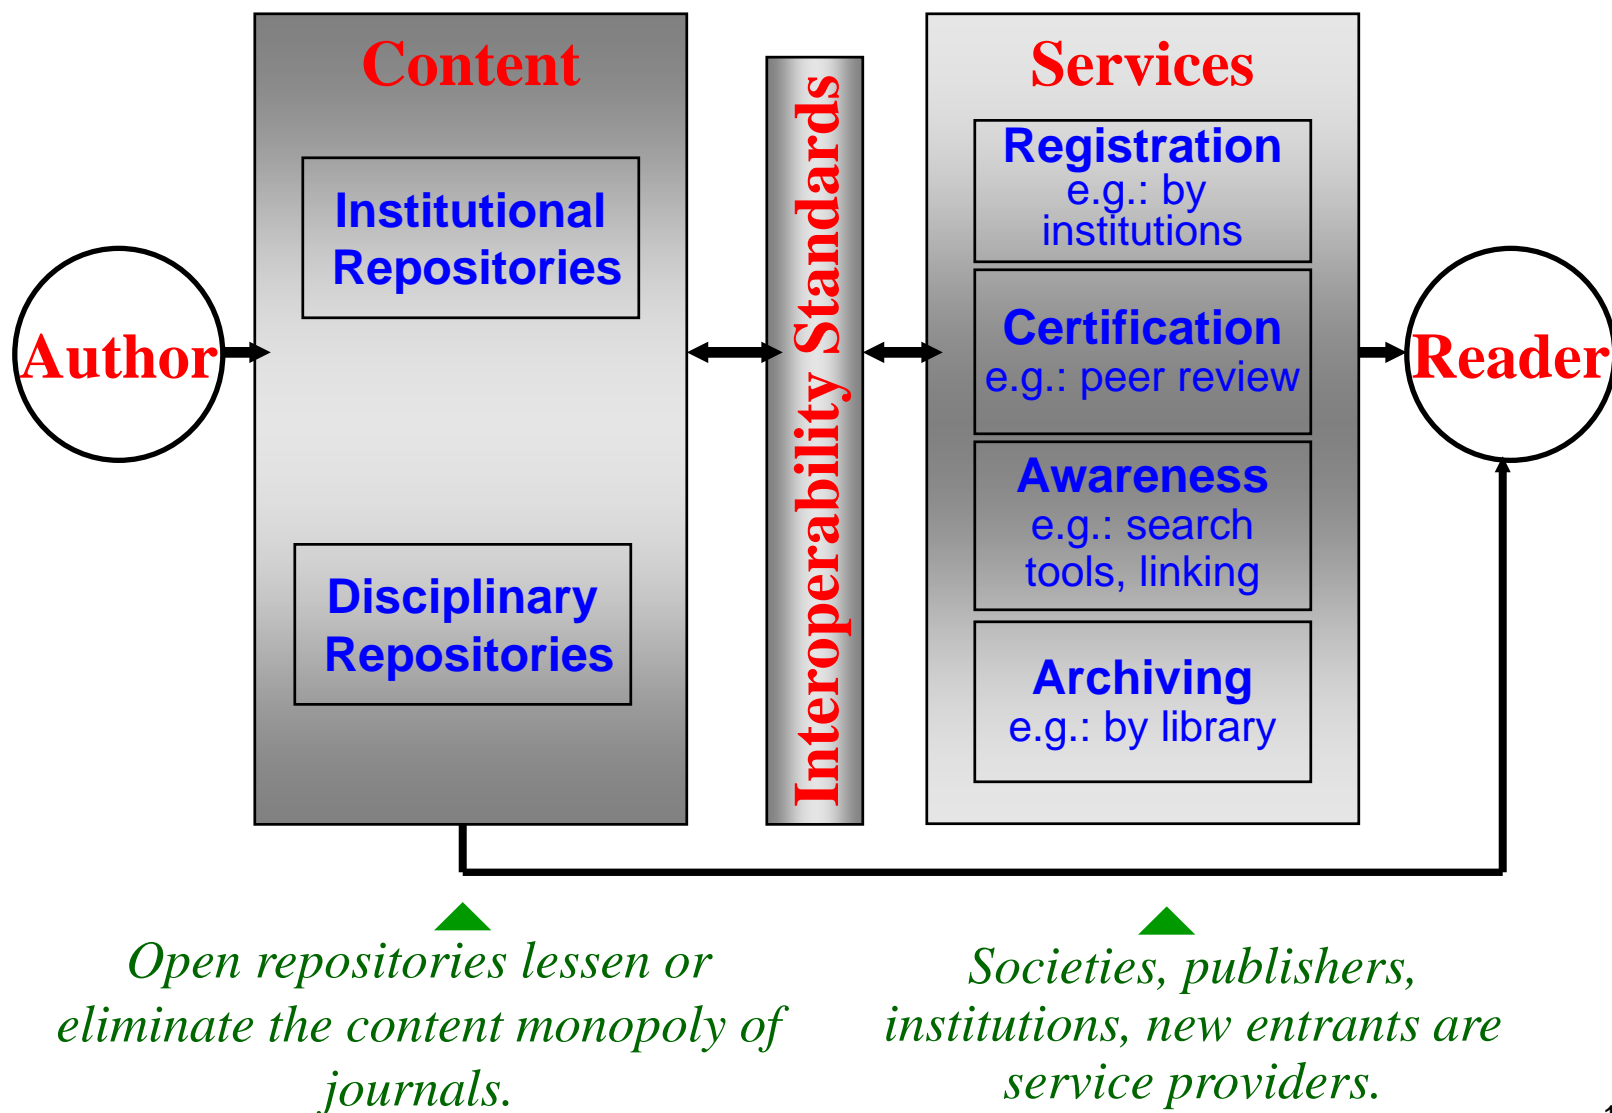 Content
Services
Interoperability Standards
Registration
e.g.: by
institutions
Institutional
Repositories
Certification
e.g.: peer review
Author
Reader
Awareness
e.g.: search
tools, linking
Disciplinary
Repositories
Archiving
e.g.: by library
Open repositories lessen or
eliminate the content monopoly of
journals.
Societies, publishers,
institutions, new entrants are
service providers.